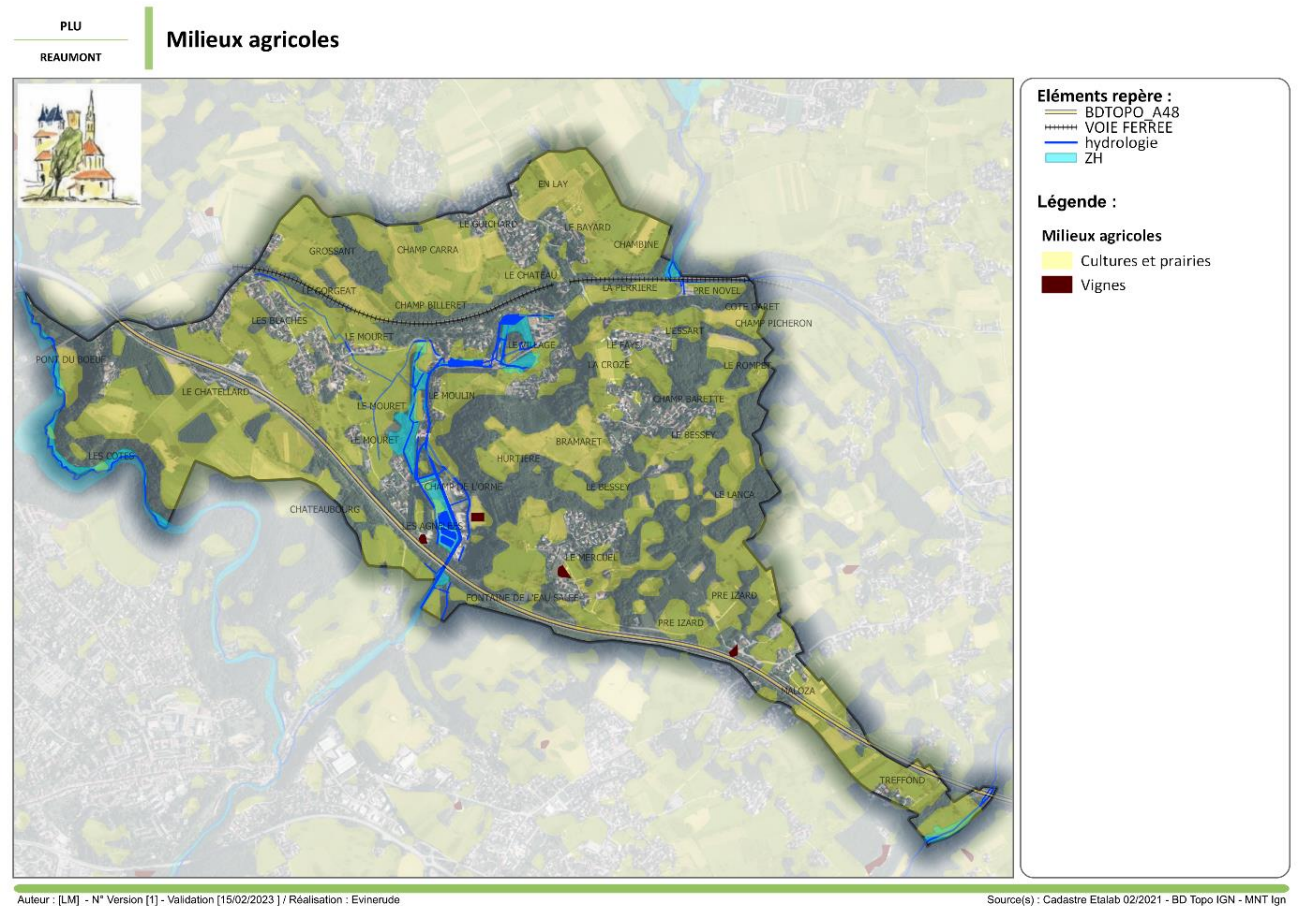 PLU
REAUMONT
Milieux agricoles
EN LAY
LE GUICHARD
LE BAYARD
CHAMBINE
GROSSANT
CHAMP CARRA
LE CHATEAU
LE GORGEAT
LA PERRIERE
PRE NOVEL
CHAMP BILLERET
COTE GARET
LES BLACHES
CHAMP PICHERON
LE MOURET
LE VILLAGE
LE FAYET
L'ESSART
PONT DU BOEUF
LA CROZE
LE ROMPET
LE CHATELLARD
LE MOULIN
LE MOURET
CHAMP BARETTE
LE MOURET
BRAMARET
LE BESSEY
LES COTES
HURTIERE
CHAMP DE L'ORME
LE BESSEY
LE LANCA
CHATEAUBOURG
LES AGNELEES
LE MERCUEL
FONTAINE DE L'EAU SALEE
PRE IZARD
PRE IZARD
MALOZA
TREFFOND
Eléments repère :
BDTOPO_A48
VOIE FERREE
hydrologie
ZH
Légende :
Milieux agricoles
Cultures et prairies
Vignes
Auteur : [LM] - N° Version [1] - Validation [15/02/2023 ] / Réalisation : Evinerude
Source(s) : Cadastre Etalab 02/2021 - BD Topo IGN - MNT Ign